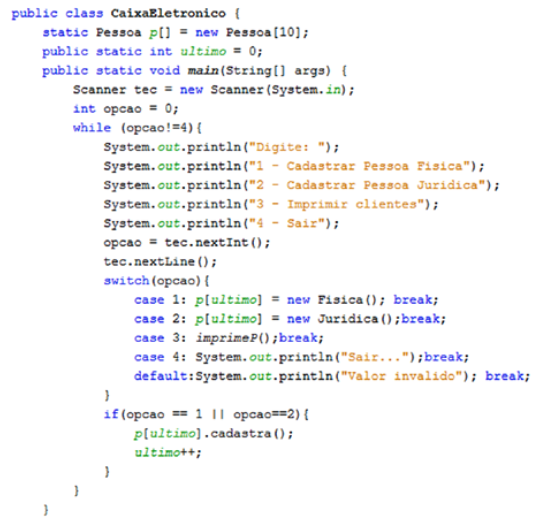 public class CaixaEletronico {
    static Pessoa p[] = new Pessoa[10];
    public static int ultimo = 0;
    public static void main(String[] args) {
        Scanner tec = new Scanner(System.in);
        int opcao = 0;
        while (opcao!=4){
            System.out.println("Digite: ");
            System.out.println("1 - Cadastrar Pessoa Fisica");
            System.out.println("2 - Cadastrar Pessoa Juridica");
            System.out.println("3 - Imprimir clientes");
            System.out.println("4 - Sair");
            opcao = tec.nextInt();
            tec.nextLine();
            switch(opcao){
                case 1: p[ultimo] = new Fisica(); break;
                case 2: p[ultimo] = new Juridica();break;
                case 3: imprimeP();break;
                case 4: System.out.println("Sair...");break;
                default:System.out.println("Valor invalido"); break;
            }
            if(opcao == 1 || opcao==2){
                p[ultimo].cadastra();
                ultimo++;
            }
        }
    }